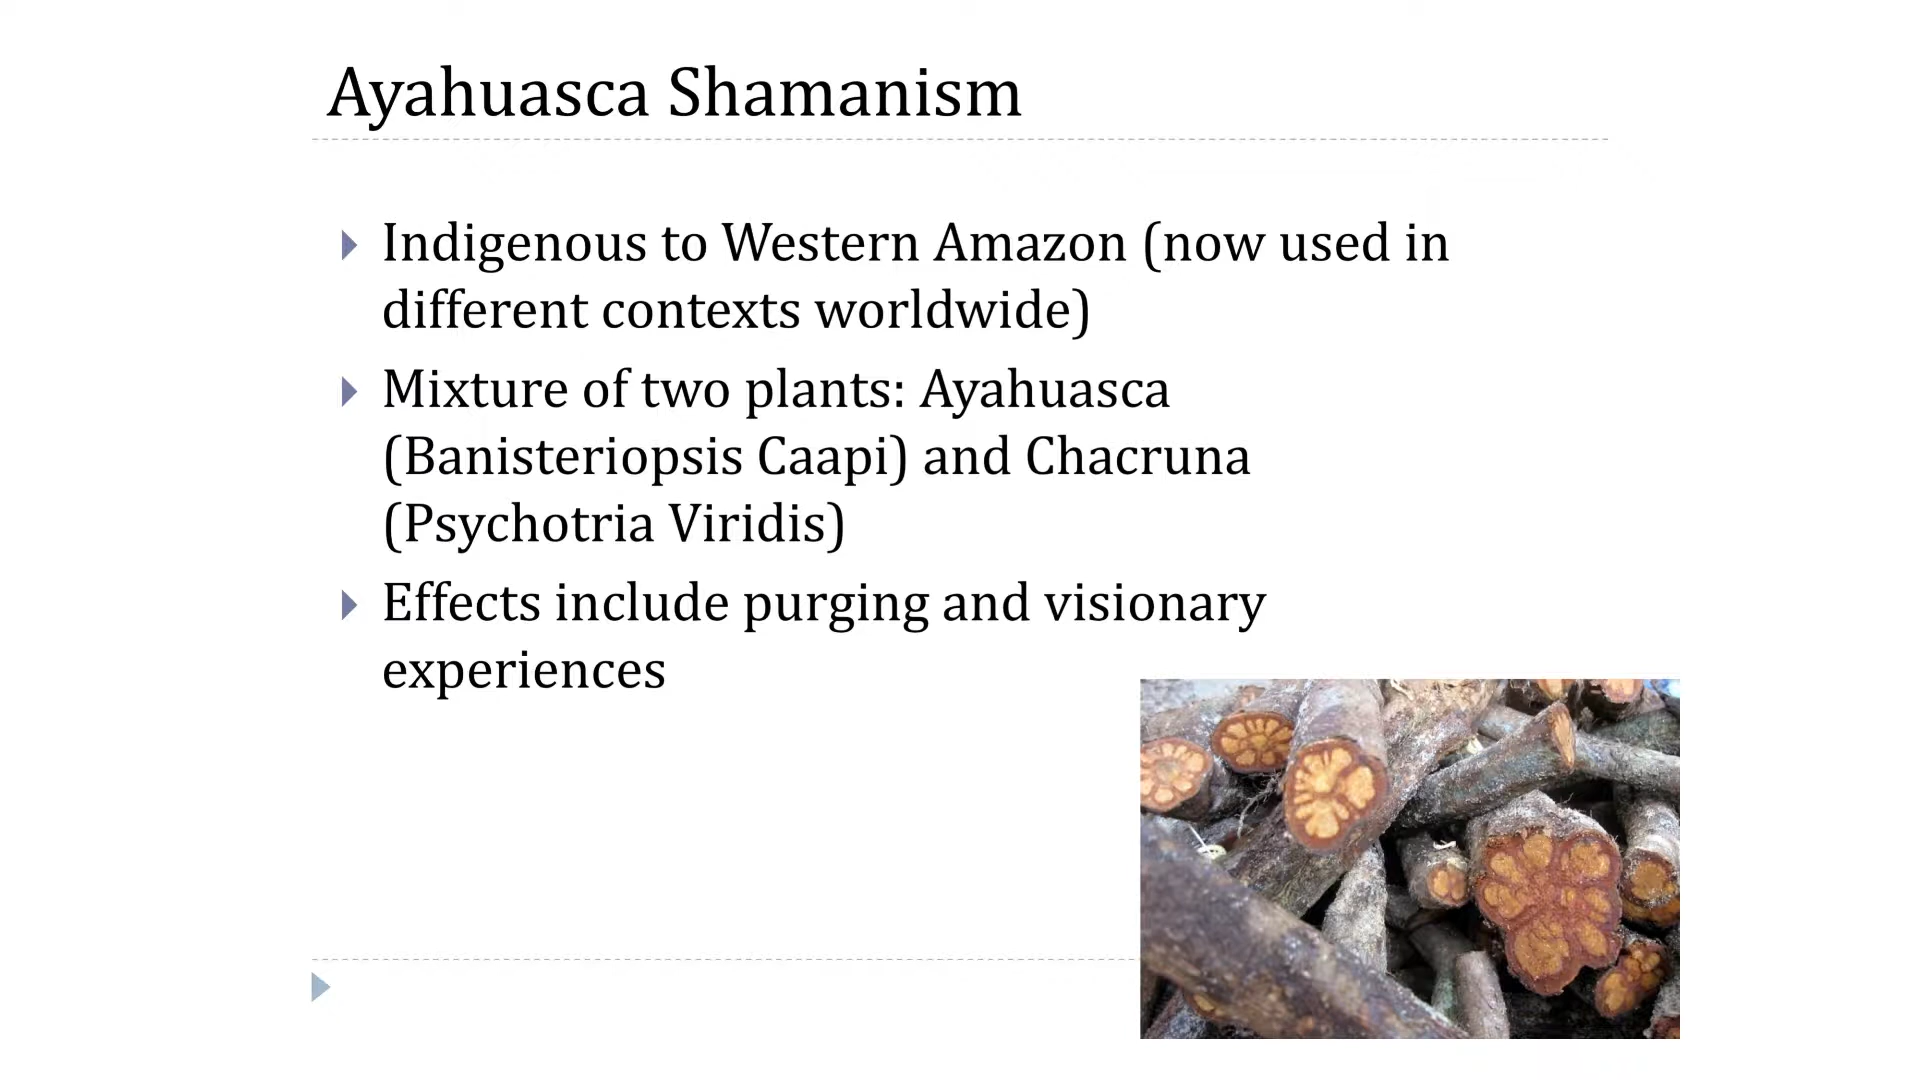 Ayahuasca Shamanism
Indigenous to Western Amazon (now used in
different contexts worldwide)
Mixture of two plants: Ayahuasca
(Banisteriopsis Caapi) and Chacruna
(Psychotria Viridis)
Effects include purging and visionary
experiences